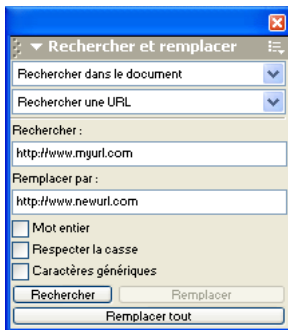 Rechercher et remplacer
Rechercher dans le document
Rechercher une URL
Rechercher :
http://www.myurl.com
Remplacer par :
http://www.newurl.com
Mot entier
Respecter la casse
Caractères génériques
Rechercher Remplacer
Remplacer tout